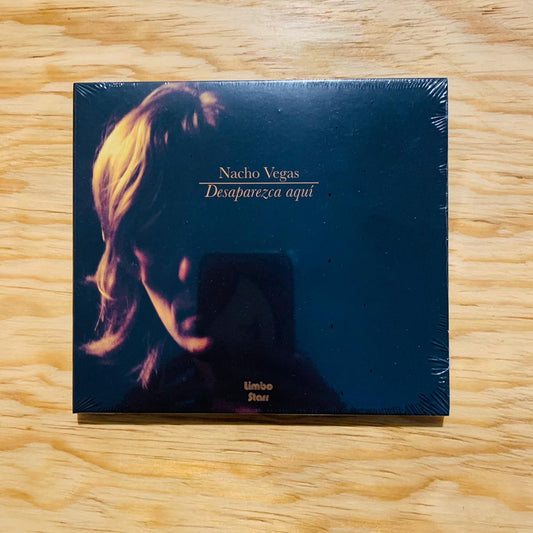 Nacho Vegas
Desaparezca aquí
Limbo
Starr